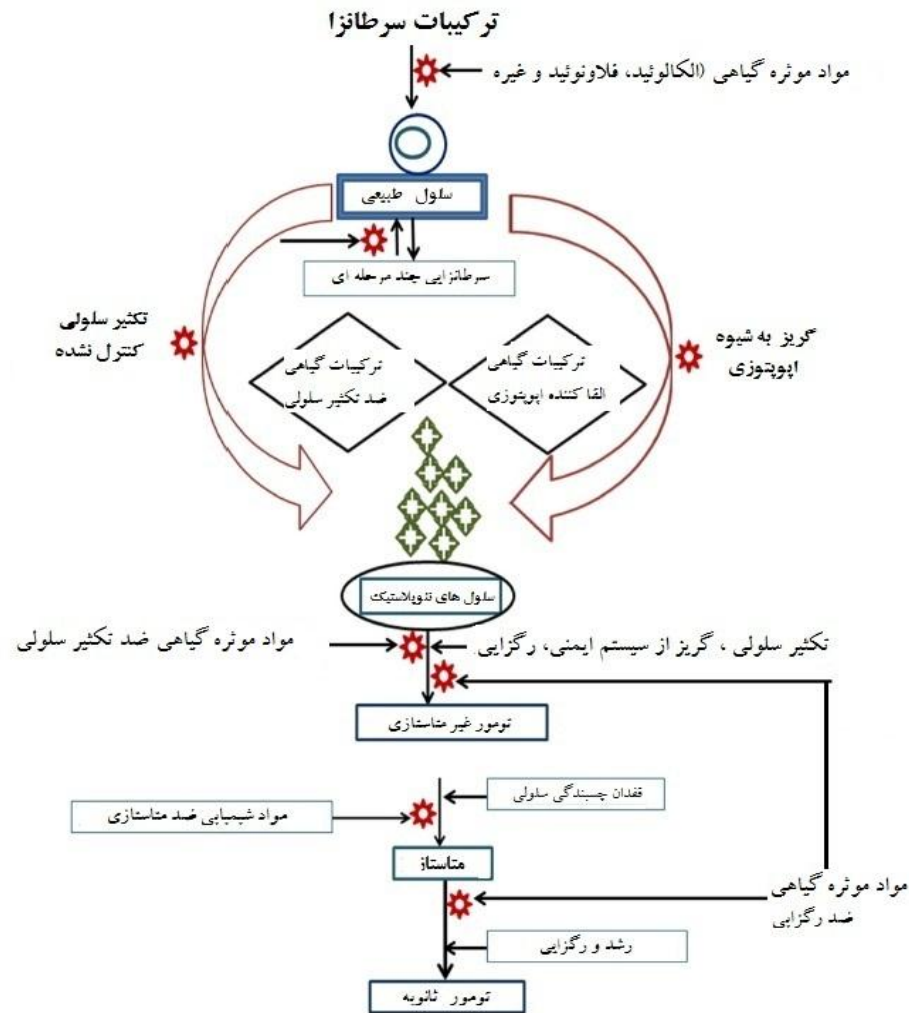 ترکیبات سرطانزا
مواد موثره گیاهی (الکالوئید، فلاونوئید و غیره
سلول طبیعی
سرطانزایی چند مرحله ای
تکثیر سلولی
کنترل نشده
گریز به شیوه
اپوپتوزی
ترکیبات گیاهی
ضد تکثیر سلولی
ترکیبات گیاهی
القا کننده اپوپتوزی
سلول های نئوپلاستیک
مواد موثره گیاهی ضد تکثیر سلولی
تکثیر سلولی ، گریز از سیستم ایمنی، رگزایی
تومور غیر متاستازی
فقدان چسبندگی سلولی
مواد شیمیایی ضد متاستازی
متاستاز
مواد موثره گیاهی
ضد رگزایی
رشد و رگزایی
تومور ثانویه